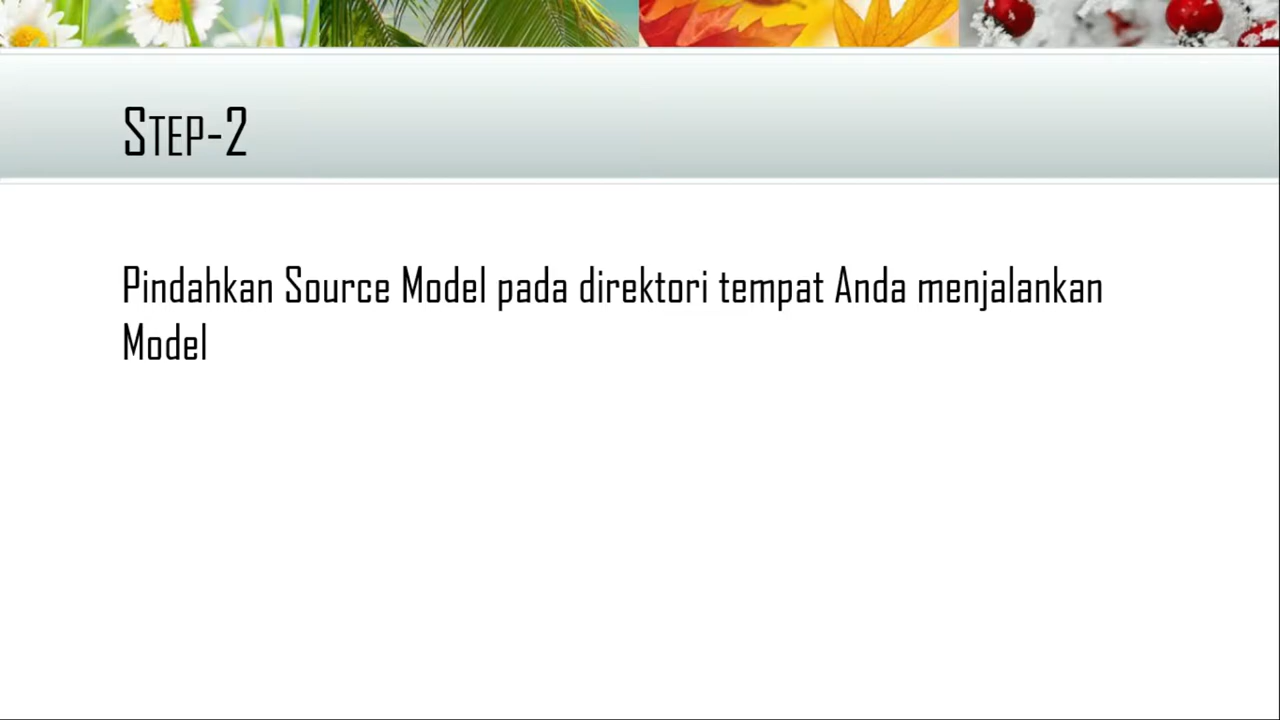 Step-2
Pindahkan Source Model pada direktori tempat Anda menjalankan
Model